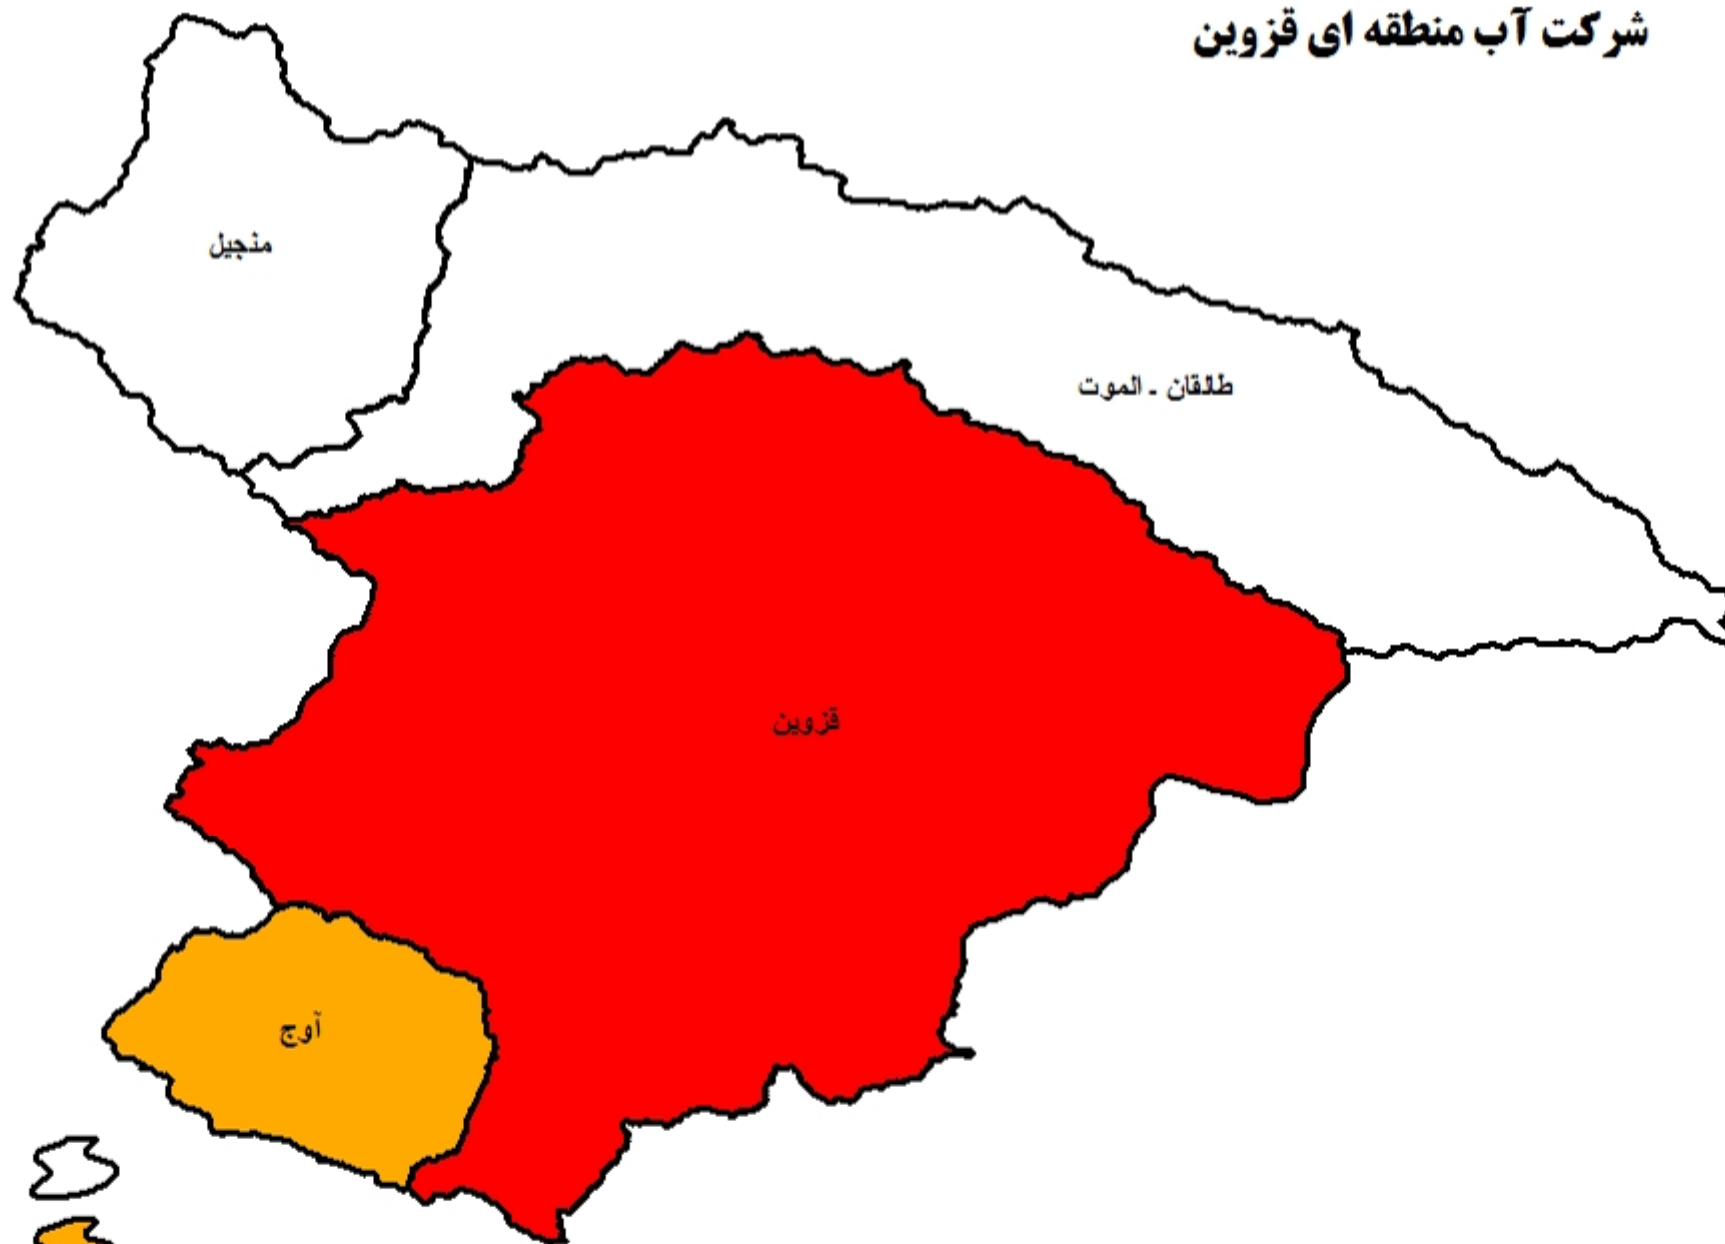 شرکت آب منطقه ای قزوین
منجیل
طالقان ـ الموت
قزوین
آوج